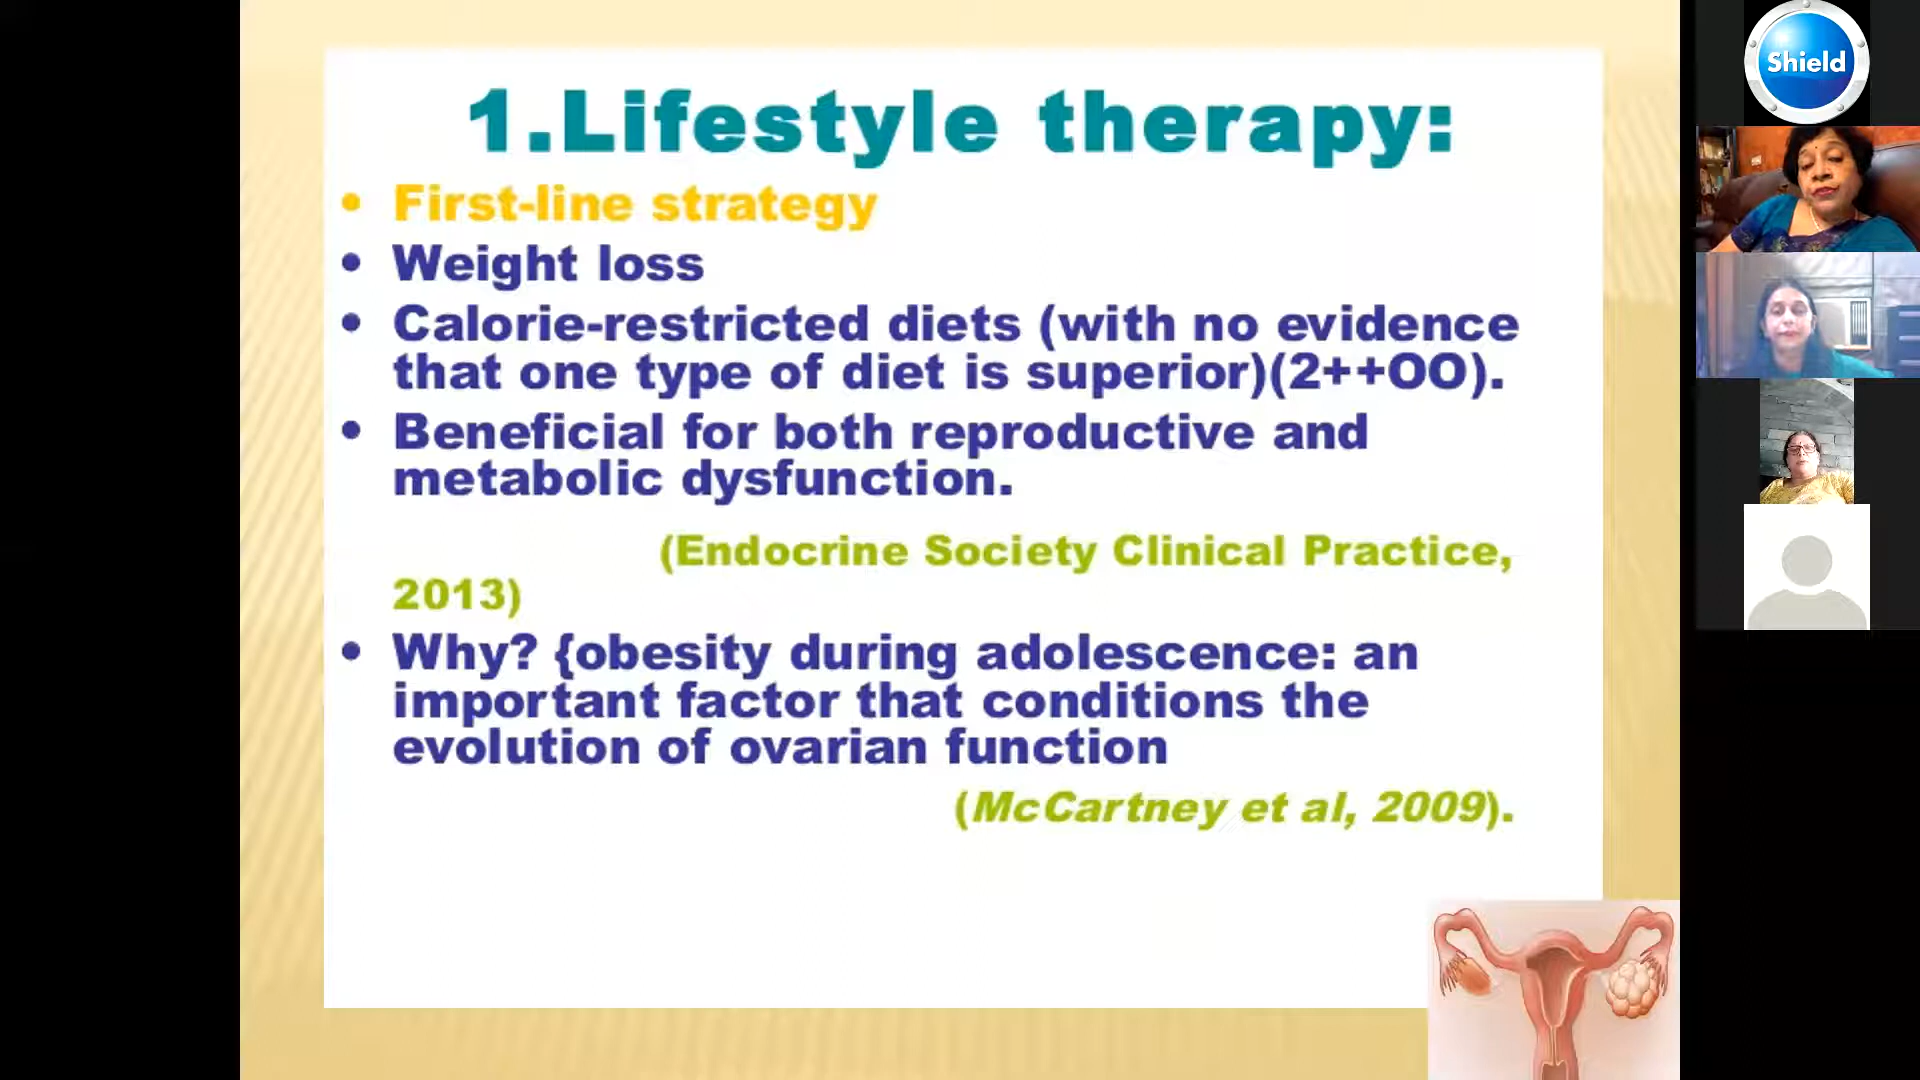 1.Lifestyle therapy:
• First-line strategy
• Weight loss
• Calorie-restricted diets (with no evidence
that one type of diet is superior)(2++OO).
• Beneficial for both reproductive and
metabolic dysfunction.
(Endocrine Society Clinical Practice,
2013)
• Why? {obesity during adolescence: an
important factor that conditions the
evolution of ovarian function
(McCartney et al, 2009).
Shield